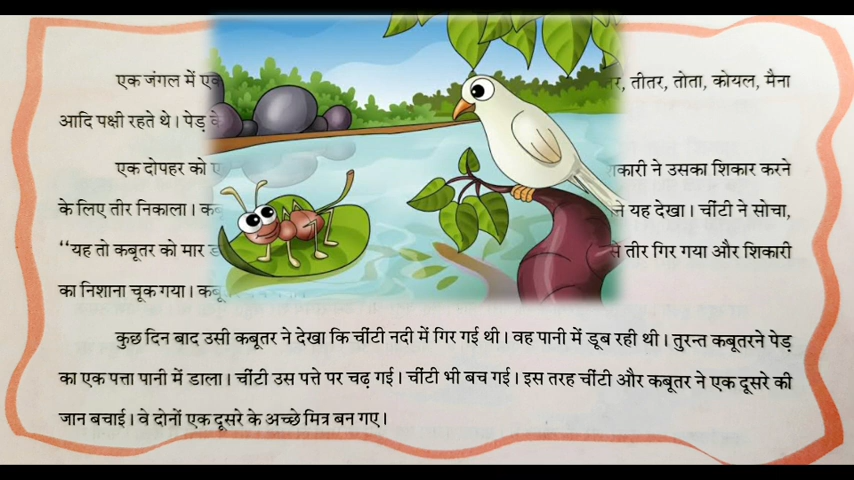 एक जंगल में तीतर, तोता, कोयल, मैना
आदि पक्षी रहते थे। पेड़
एक दोपहर को शिकारी ने उसका शिकार करने
के लिए तीर निकाला। यह देखा। चींटी ने सोचा,
“यह तो कबूतर को मार तीर गिर गया और शिकारी
का निशाना चूक गया।
कुछ दिन बाद उसी कबूतर ने देखा कि चींटी नदी में गिर गई थी। वह पानी में डूब रही थी। तुरन्त कबूतरने पेड़
का एक पत्ता पानी में डाला। चींटी उस पत्ते पर चढ़ गई। चींटी भी बच गई। इस तरह चींटी और कबूतर ने एक दूसरे की
जान बचाई। वे दोनों एक दूसरे के अच्छे मित्र बन गए।